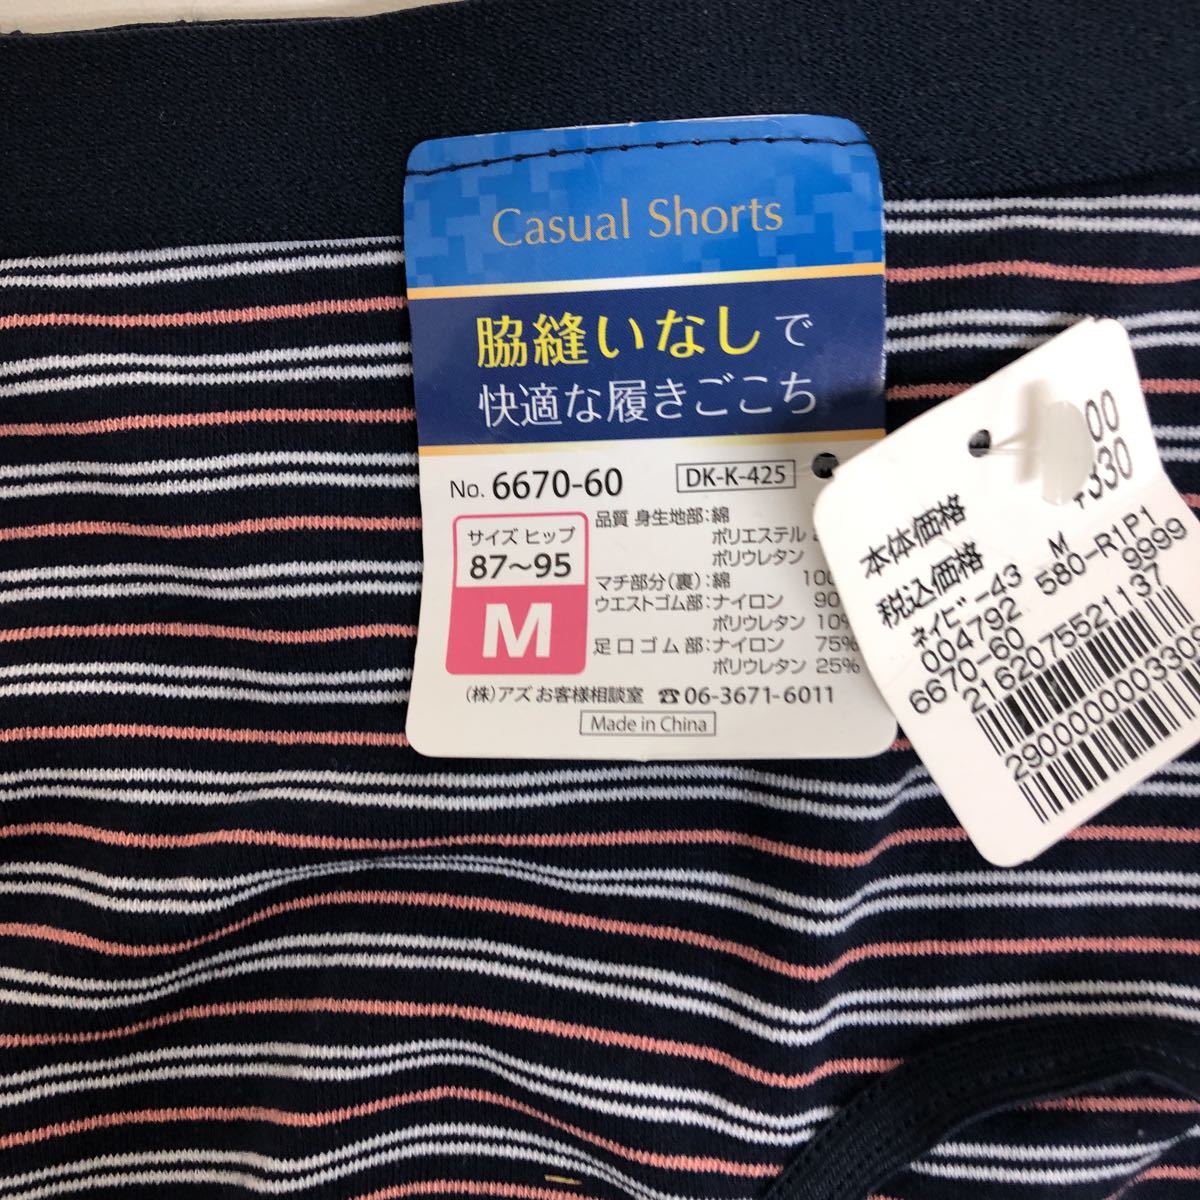 Casual Shorts
脇縫いなしで
快適な履きごこち
No. 6670-60
DK-K-425
サイズ ヒップ
87〜95
M
品質 身生地部:綿
ポリエステル
ポリウレタン
マチ部分(裏):綿
ウエストゴム部:ナイロン
ポリウレタン 10%
足口ゴム部:ナイロン 75%
ポリウレタン 25%
(株)アズ お客様相談室 ☎06-3671-6011
Made in China
本体価格
税込価格 ¥330
ネイビー-43 M
004792 580-R1P1
6670-60 9999
2162075521137